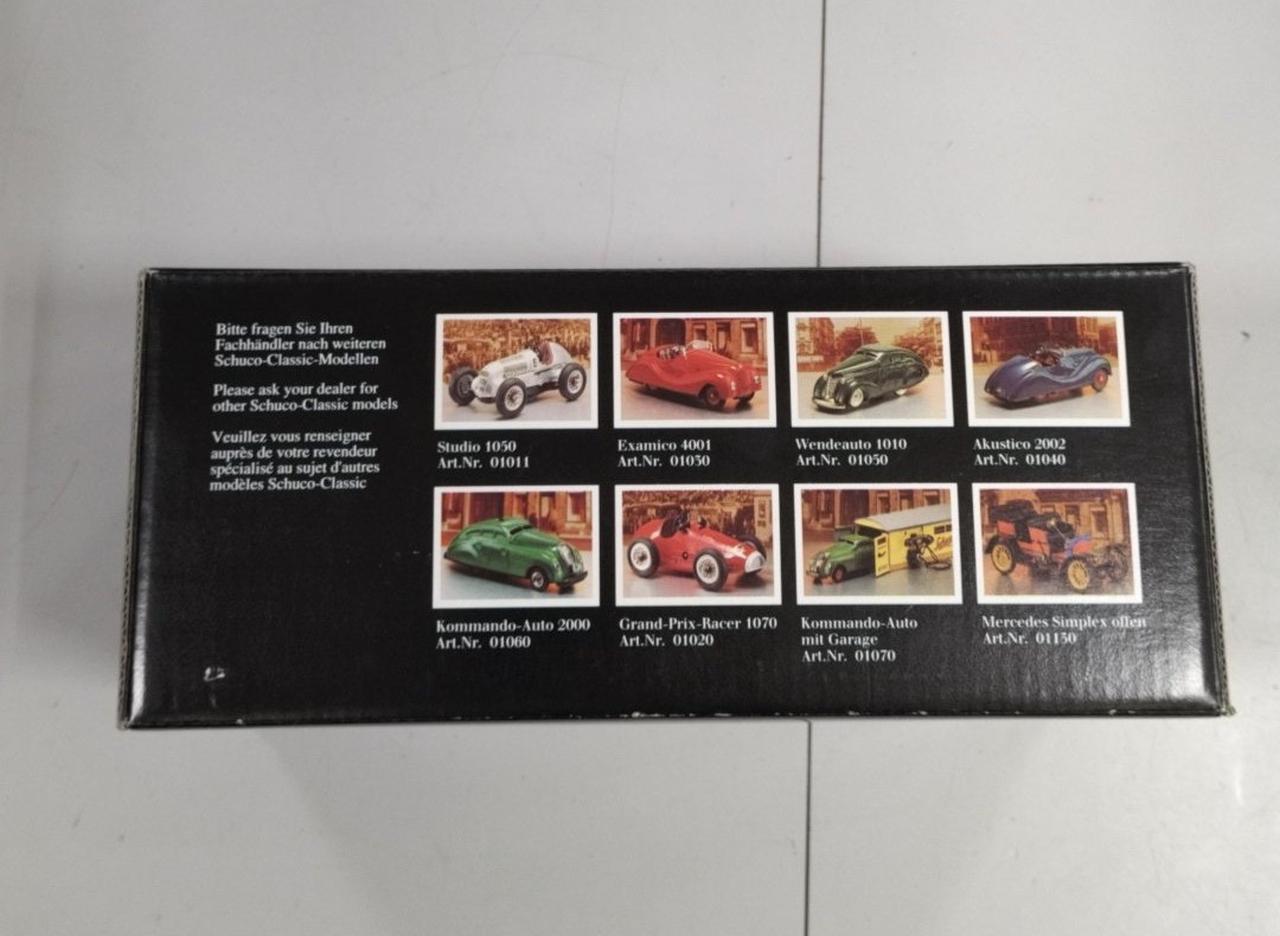 Bitte fragen Sie Ihren
Fachhändler nach weiteren
Schuco-Classic-Modellen
Please ask your dealer for
other Schuco-Classic models
Veuillez vous renseigner
auprès de votre revendeur
spécialisé au sujet d'autres
modèles Schuco-Classic
Studio 1050
Art.Nr. 01011
Examico 4001
Art.Nr. 01030
Wendeauto 1010
Art.Nr. 01050
Akustico 2002
Art.Nr. 01040
Kommando-Auto 2000
Art.Nr. 01060
Grand-Prix-Racer 1070
Art.Nr. 01020
Kommando-Auto
mit Garage
Art.Nr. 01070
Mercedes Simplex offen
Art.Nr. 01130